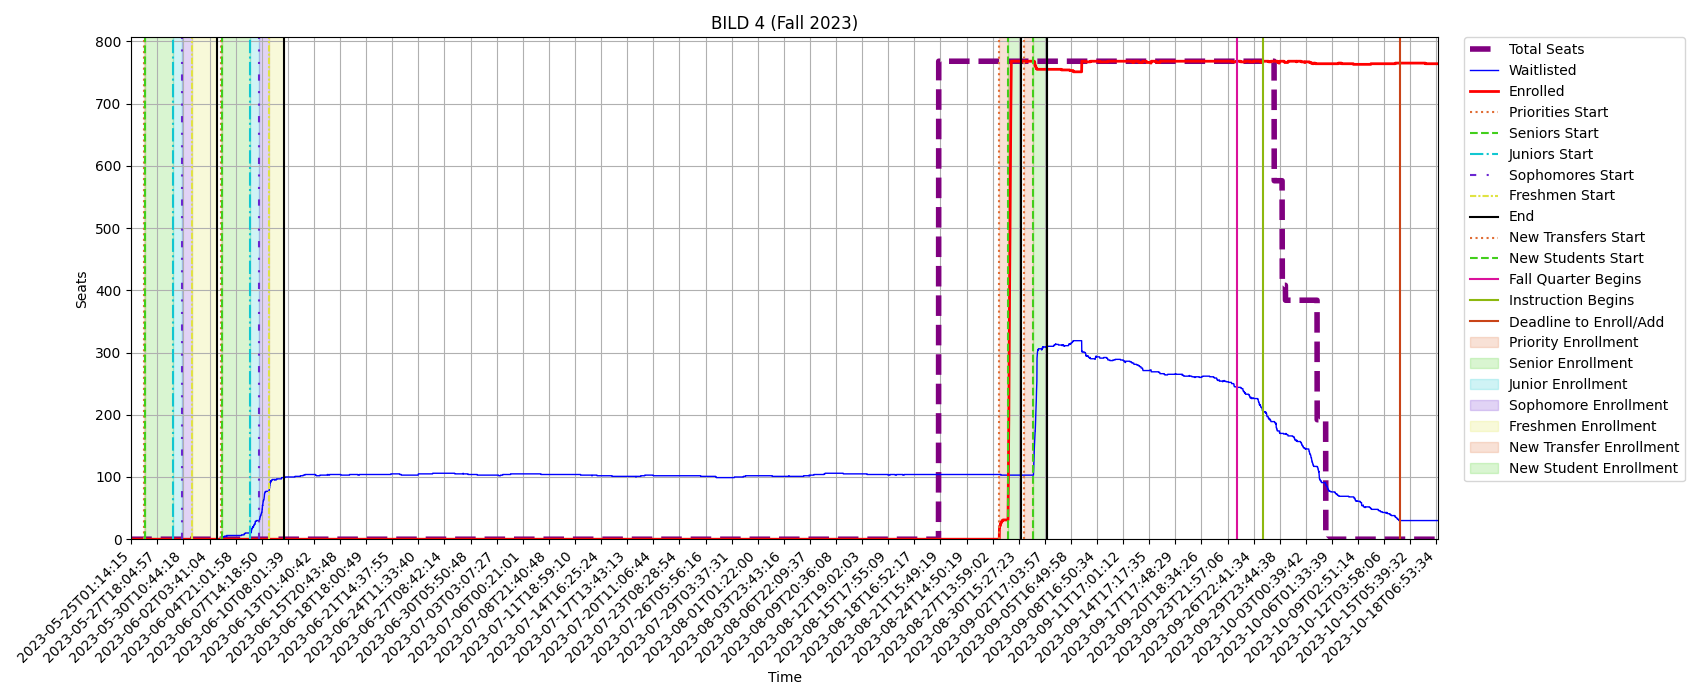 BILD 4 (Fall 2023)
800
700
600
500
400
300
200
100
0
Seats
2023-05-25T01:14:15
2023-05-27T18:04:57
2023-05-30T10:44:18
2023-06-02T03:41:04
2023-06-04T21:01:58
2023-06-07T14:18:50
2023-06-10T08:01:39
2023-06-13T01:40:42
2023-06-15T20:43:48
2023-06-18T18:00:49
2023-06-21T14:37:55
2023-06-24T11:33:40
2023-06-27T08:42:14
2023-06-30T05:50:48
2023-07-03T03:07:27
2023-07-06T00:21:01
2023-07-08T21:40:48
2023-07-11T18:59:10
2023-07-14T16:25:24
2023-07-17T13:43:13
2023-07-20T11:06:44
2023-07-23T08:28:54
2023-07-26T05:56:16
2023-07-29T03:37:31
2023-08-01T01:22:00
2023-08-03T23:43:16
2023-08-06T22:09:37
2023-08-09T20:36:08
2023-08-12T19:02:03
2023-08-15T17:55:09
2023-08-18T16:52:17
2023-08-21T15:49:19
2023-08-24T14:50:19
2023-08-27T13:59:02
2023-08-30T15:27:23
2023-09-02T17:03:57
2023-09-05T16:49:58
2023-09-08T16:50:34
2023-09-11T17:01:12
2023-09-14T17:17:35
2023-09-17T17:48:29
2023-09-20T18:34:26
2023-09-23T21:57:06
2023-09-26T22:41:34
2023-09-29T23:44:38
2023-10-03T00:39:42
2023-10-06T01:33:39
2023-10-09T02:51:14
2023-10-12T03:58:06
2023-10-15T05:39:32
2023-10-18T06:53:34
Time
Total Seats
Waitlisted
Enrolled
Priorities Start
Seniors Start
Juniors Start
Sophomores Start
Freshmen Start
End
New Transfers Start
New Students Start
Fall Quarter Begins
Instruction Begins
Deadline to Enroll/Add
Priority Enrollment
Senior Enrollment
Junior Enrollment
Sophomore Enrollment
Freshmen Enrollment
New Transfer Enrollment
New Student Enrollment